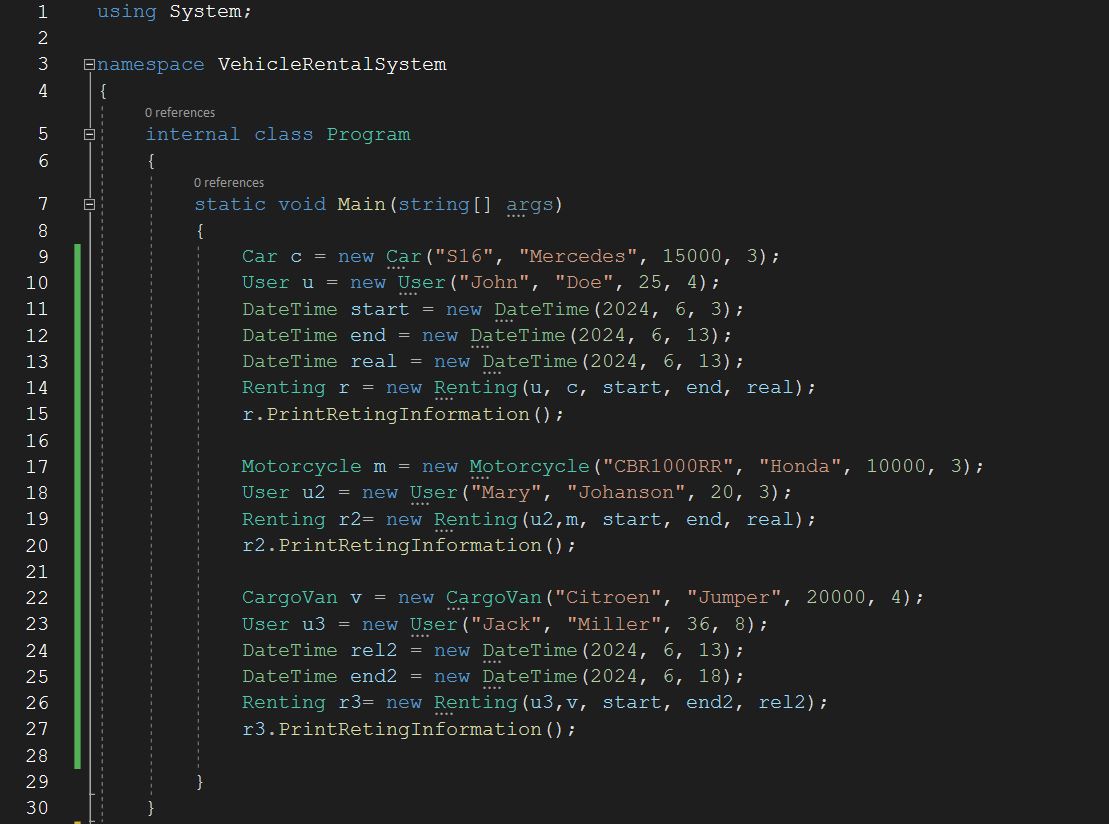 1 using System;
2
3 namespace VehicleRentalSystem
4 {
0 references
5 internal class Program
6 {
0 references
7 static void Main(string[] args)
8 {
9 Car c = new Car("S16", "Mercedes", 15000, 3);
10 User u = new User("John", "Doe", 25, 4);
11 DateTime start = new DateTime(2024, 6, 3);
12 DateTime end = new DateTime(2024, 6, 13);
13 DateTime real = new DateTime(2024, 6, 13);
14 Renting r = new Renting(u, c, start, end, real);
15 r.PrintRetingInformation();
16
17 Motorcycle m = new Motorcycle("CBR1000RR", "Honda", 10000, 3);
18 User u2 = new User("Mary", "Johanson", 20, 3);
19 Renting r2= new Renting(u2,m, start, end, real);
20 r2.PrintRetingInformation();
21
22 CargoVan v = new CargoVan("Citroen", "Jumper", 20000, 4);
23 User u3 = new User("Jack", "Miller", 36, 8);
24 DateTime rel2 = new DateTime(2024, 6, 13);
25 DateTime end2 = new DateTime(2024, 6, 18);
26 Renting r3= new Renting(u3,v, start, end2, rel2);
27 r3.PrintRetingInformation();
28
29 }
30 }